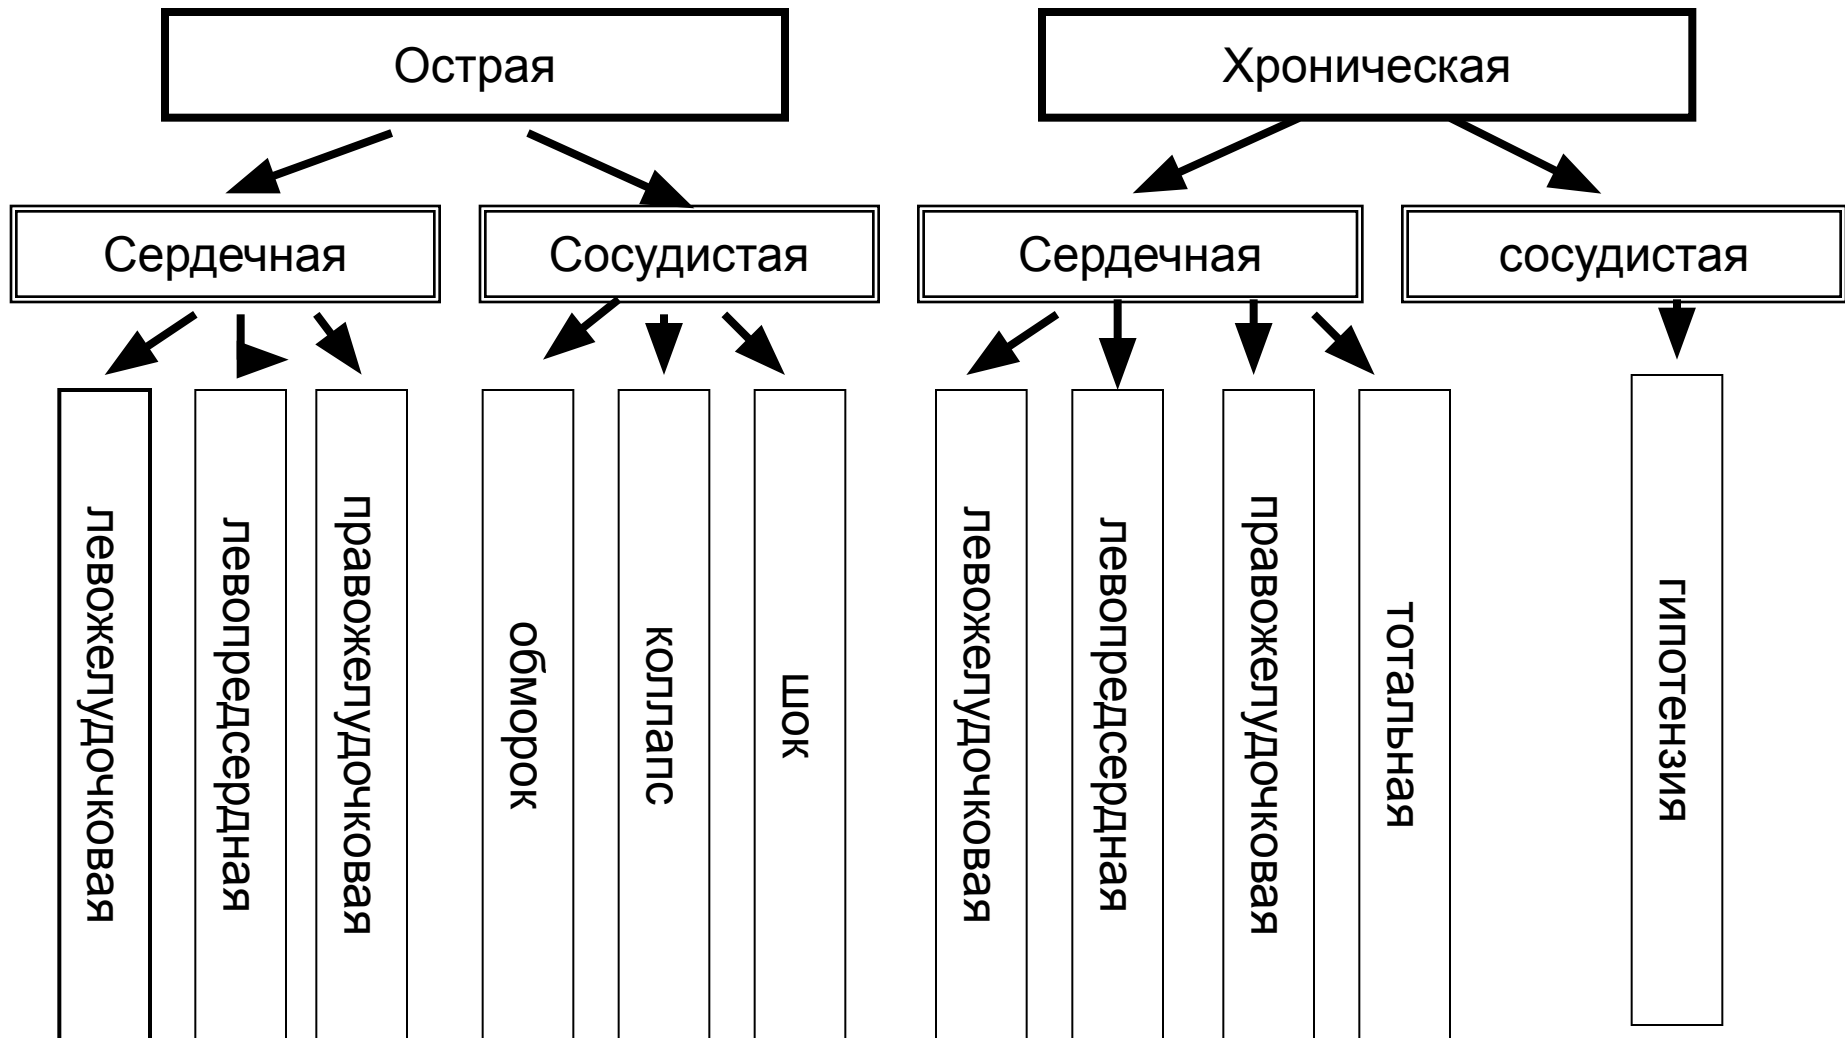 Острая
Хроническая
Сердечная
Сосудистая
Сердечная
сосудистая
левожелудочковая
левопредсердная
правожелудочковая
обморок
коллапс
шок
левожелудочковая
левопредсердная
правожелудочковая
тотальная
гипотензия